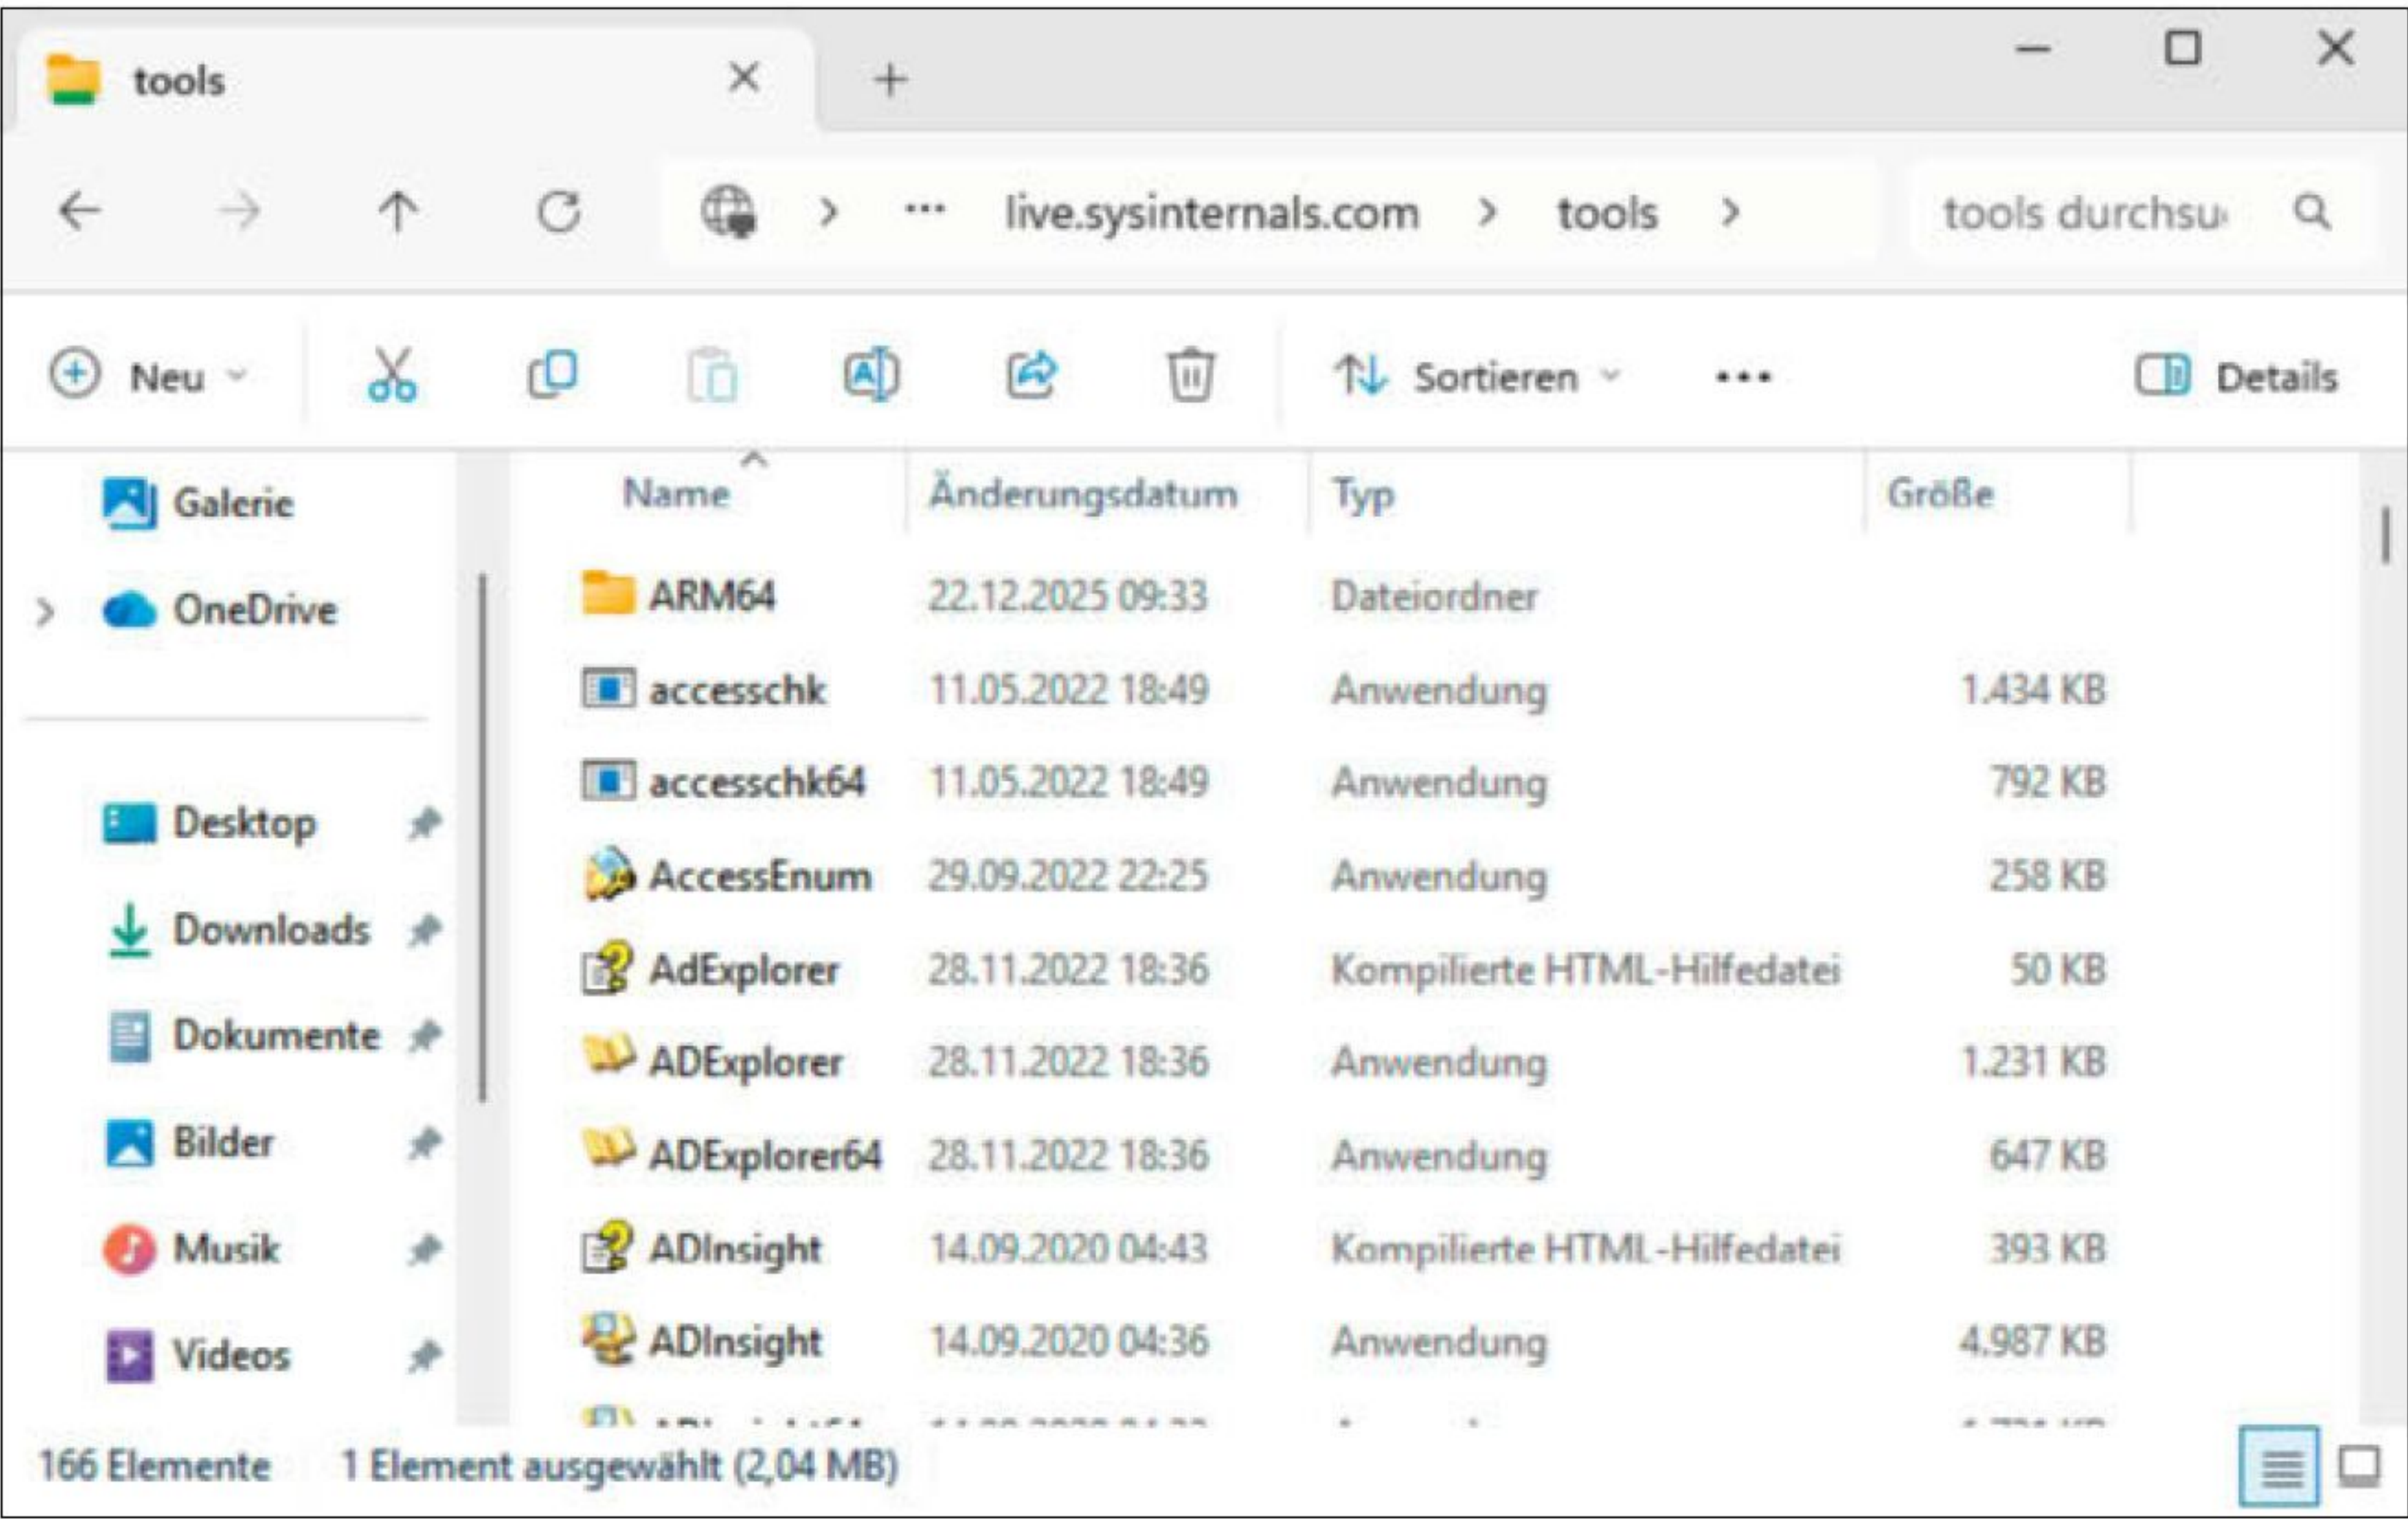 tools
live.sysinternals.com > tools > tools durchsu
Neu Sortieren ... Details
Galerie
OneDrive
Desktop
Downloads
Dokumente
Bilder
Musik
Videos
Name Änderungsdatum Typ Größe
ARM64 22.12.2025 09:33 Dateiordner
accesschk 11.05.2022 18:49 Anwendung 1.434 KB
accesschk64 11.05.2022 18:49 Anwendung 792 KB
AccessEnum 29.09.2022 22:25 Anwendung 258 KB
AdExplorer 28.11.2022 18:36 Kompilierte HTML-Hilfedatei 50 KB
ADExplorer 28.11.2022 18:36 Anwendung 1.231 KB
ADExplorer64 28.11.2022 18:36 Anwendung 647 KB
ADInsight 14.09.2020 04:43 Kompilierte HTML-Hilfedatei 393 KB
ADInsight 14.09.2020 04:36 Anwendung 4.987 KB
166 Elemente 1 Element ausgewählt (2,04 MB)